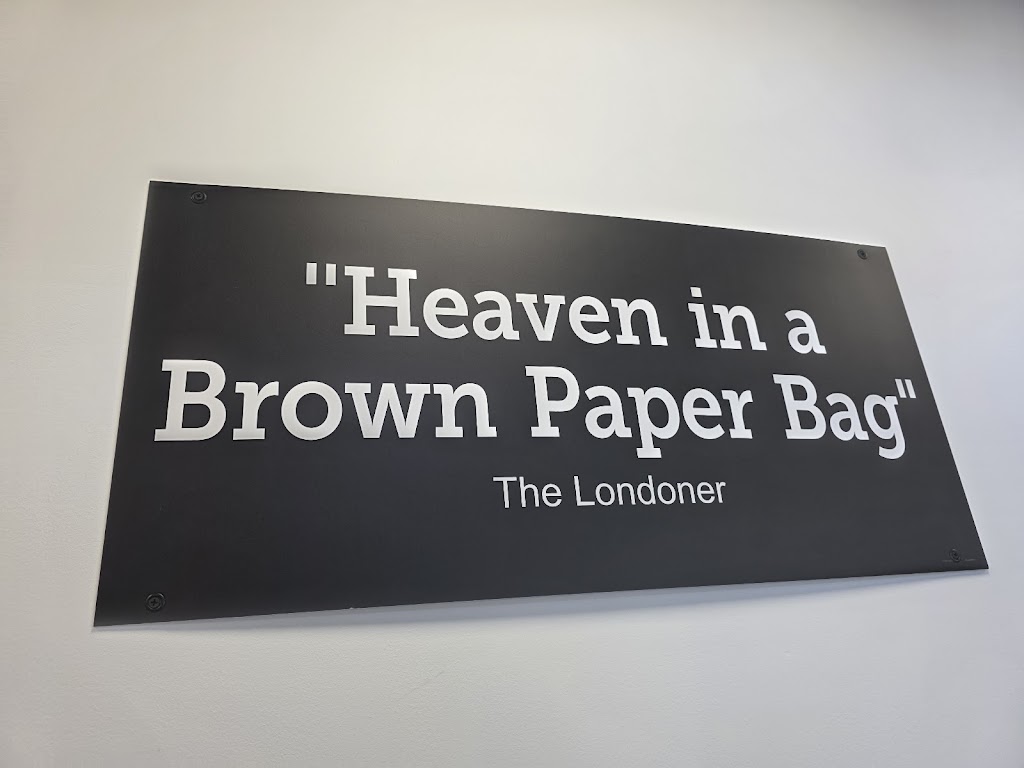 "Heaven in a
Brown Paper Bag"
The Londoner